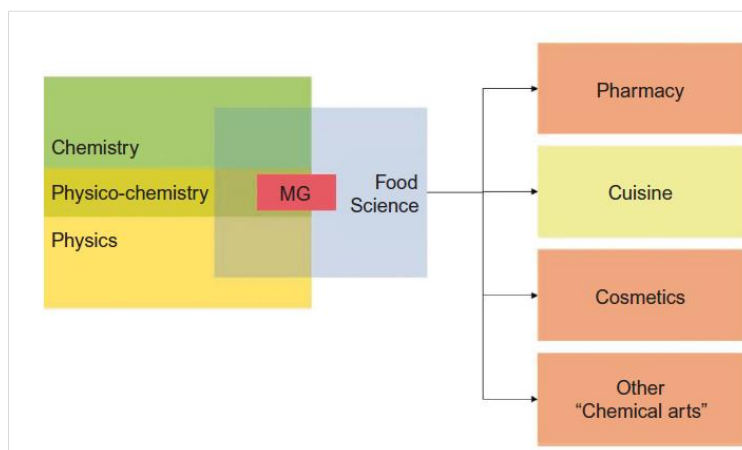 Chemistry
Physico-chemistry
Physics
MG
Food
Science
Pharmacy
Cuisine
Cosmetics
Other
“Chemical arts”